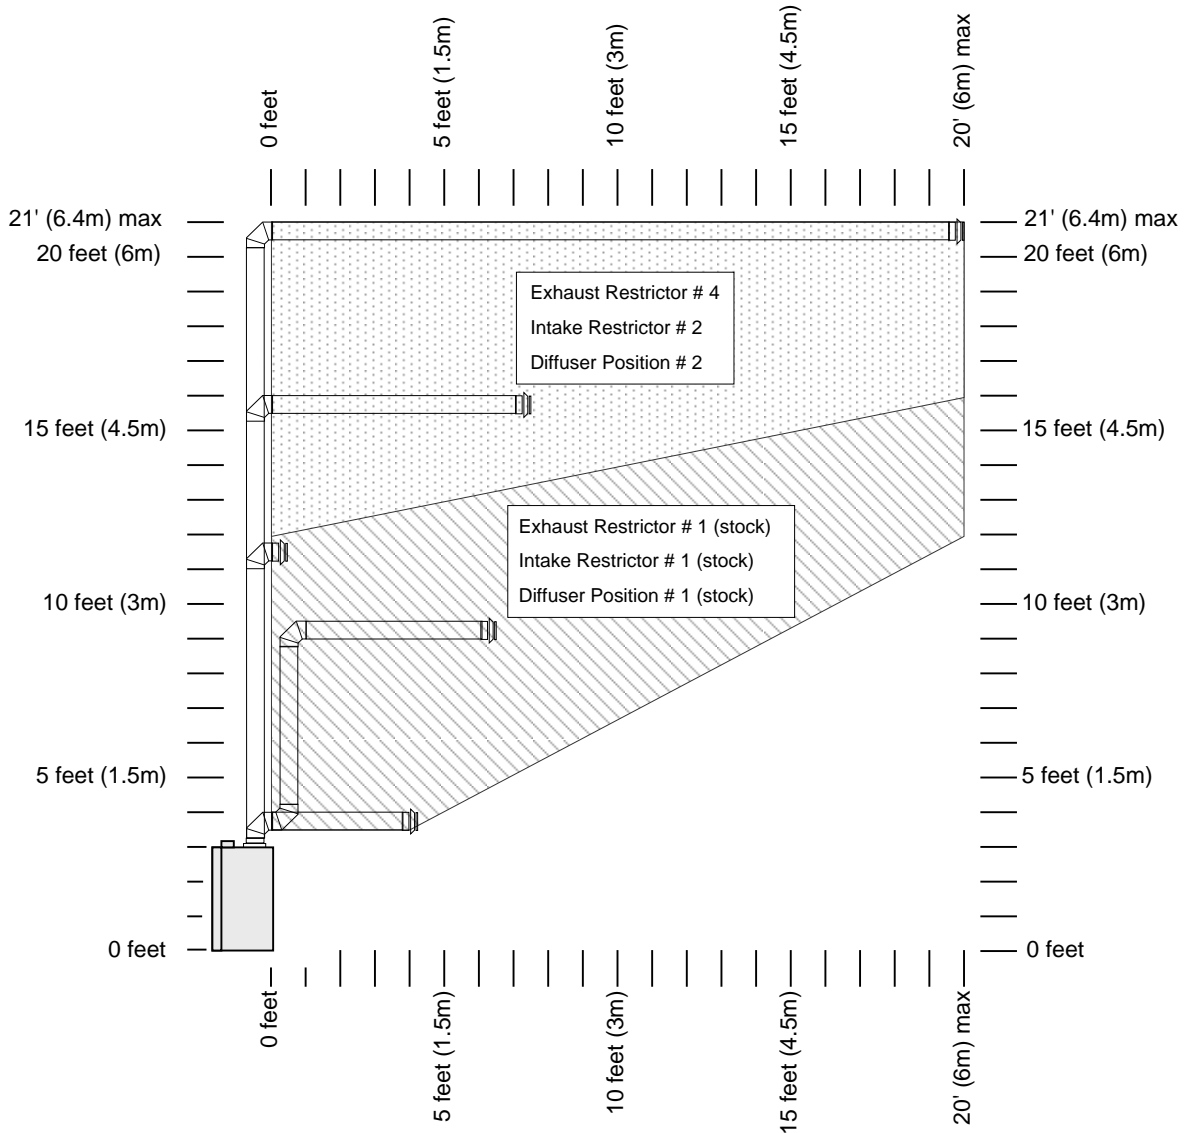 0 feet
5 feet (1.5m)
10 feet (3m)
15 feet (4.5m)
20' (6m) max
21' (6.4m) max
20 feet (6m)
15 feet (4.5m)
10 feet (3m)
5 feet (1.5m)
0 feet
Exhaust Restrictor # 4
Intake Restrictor # 2
Diffuser Position # 2
Exhaust Restrictor # 1 (stock)
Intake Restrictor # 1 (stock)
Diffuser Position # 1 (stock)
21' (6.4m) max
20 feet (6m)
15 feet (4.5m)
10 feet (3m)
5 feet (1.5m)
0 feet
0 feet
5 feet (1.5m)
10 feet (3m)
15 feet (4.5m)
20' (6m) max